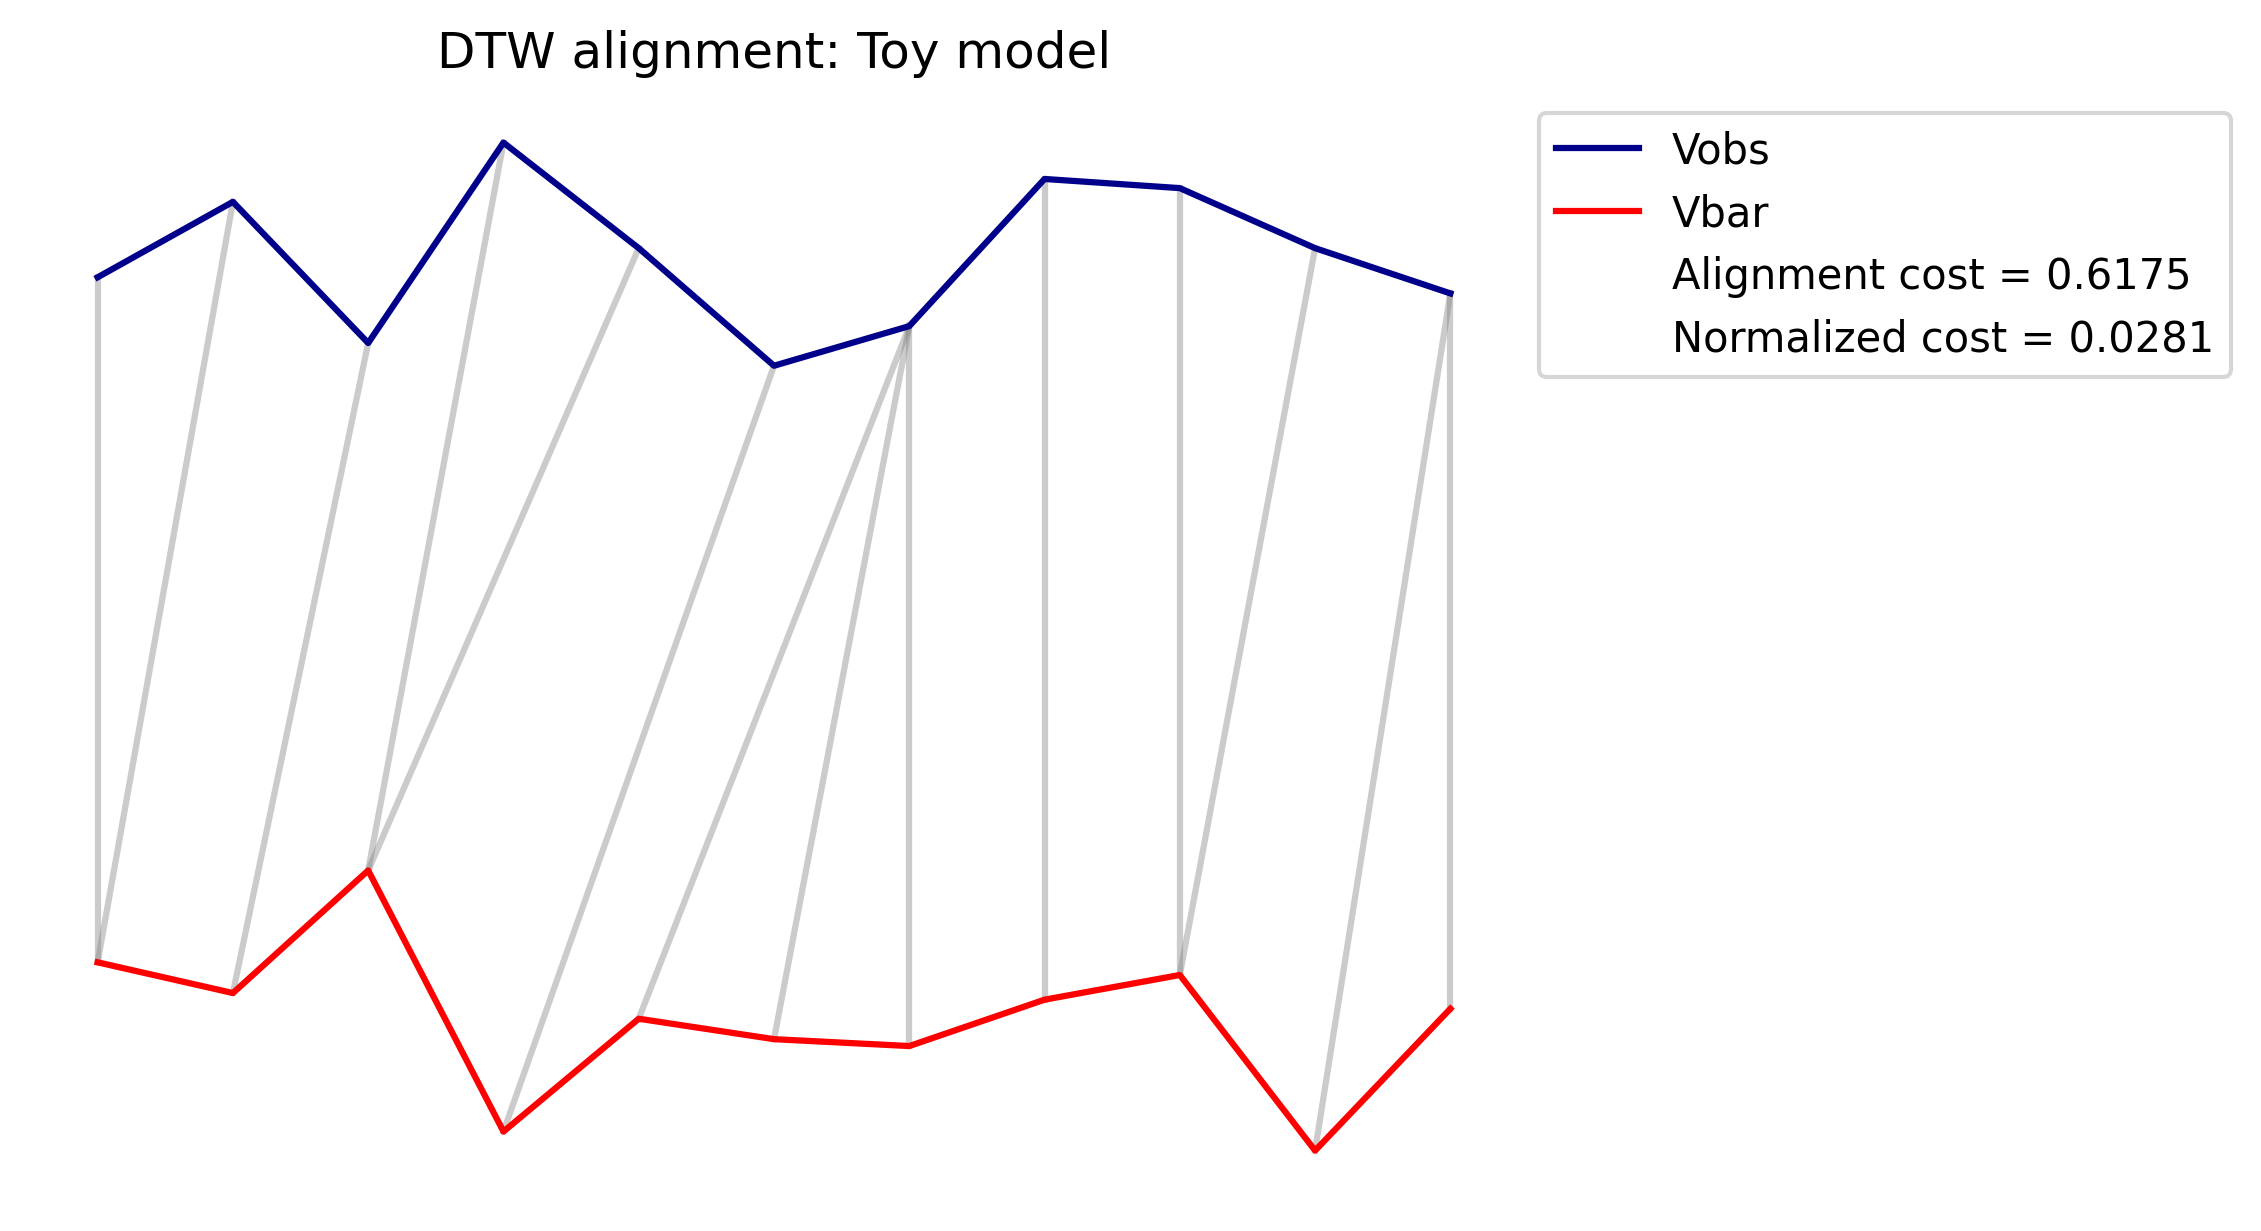 DTW alignment: Toy model
Vobs
Vbar
Alignment cost = 0.6175
Normalized cost = 0.0281